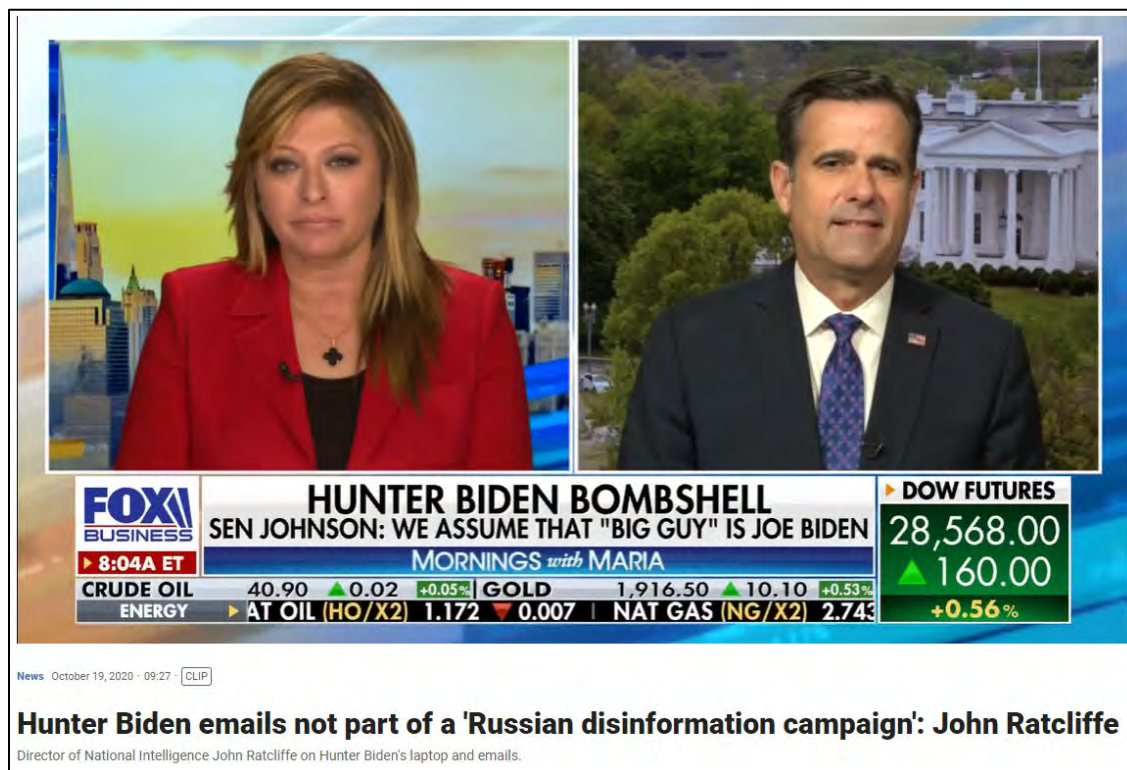 FOX
BUSINESS
8:04A ET
HUNTER BIDEN BOMBSHELL
SEN JOHNSON: WE ASSUME THAT "BIG GUY" IS JOE BIDEN
MORNINGS with MARIA
DOW FUTURES
28,568.00
160.00
+0.56%
CRUDE OIL 40.90 0.02 +0.05% GOLD 1,916.50 10.10 +0.53%
ENERGY AT OIL (HO/X2) 1.172 0.007 NAT GAS (NG/X2) 2.743
News October 19, 2020 · 09:27 · CLIP
Hunter Biden emails not part of a 'Russian disinformation campaign': John Ratcliffe
Director of National Intelligence John Ratcliffe on Hunter Biden's laptop and emails.